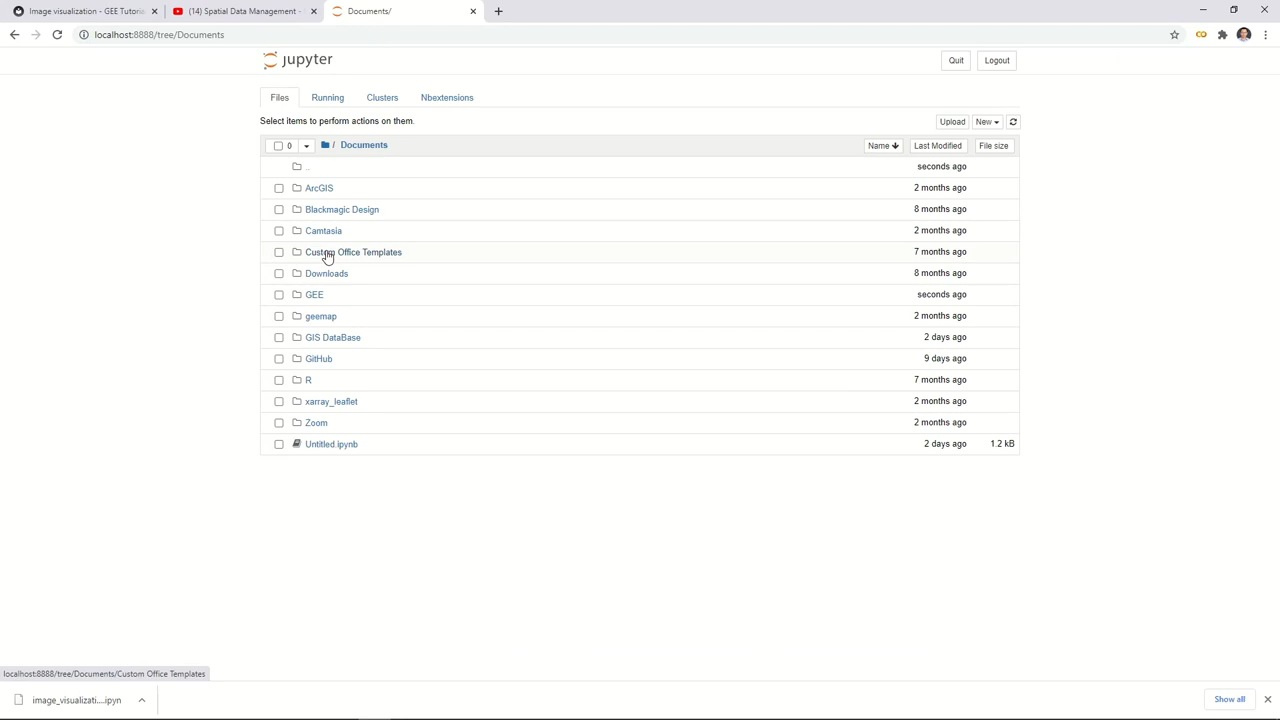 Image visualization - GEE Tutoria
(14) Spatial Data Management -
Documents/
localhost:8888/tree/Documents
jupyter
Quit
Logout
Files
Running
Clusters
Nbextensions
Select items to perform actions on them.
Upload
New
0
/ Documents
Name
Last Modified
File size
..
seconds ago
ArcGIS
2 months ago
Blackmagic Design
8 months ago
Camtasia
2 months ago
Custom Office Templates
7 months ago
Downloads
8 months ago
GEE
seconds ago
geemap
2 months ago
GIS DataBase
2 days ago
GitHub
9 days ago
R
7 months ago
xarray_leaflet
2 months ago
Zoom
2 months ago
Untitled.ipynb
2 days ago
1.2 kB
localhost:8888/tree/Documents/Custom Office Templates
image_visualizati....ipyn
Show all